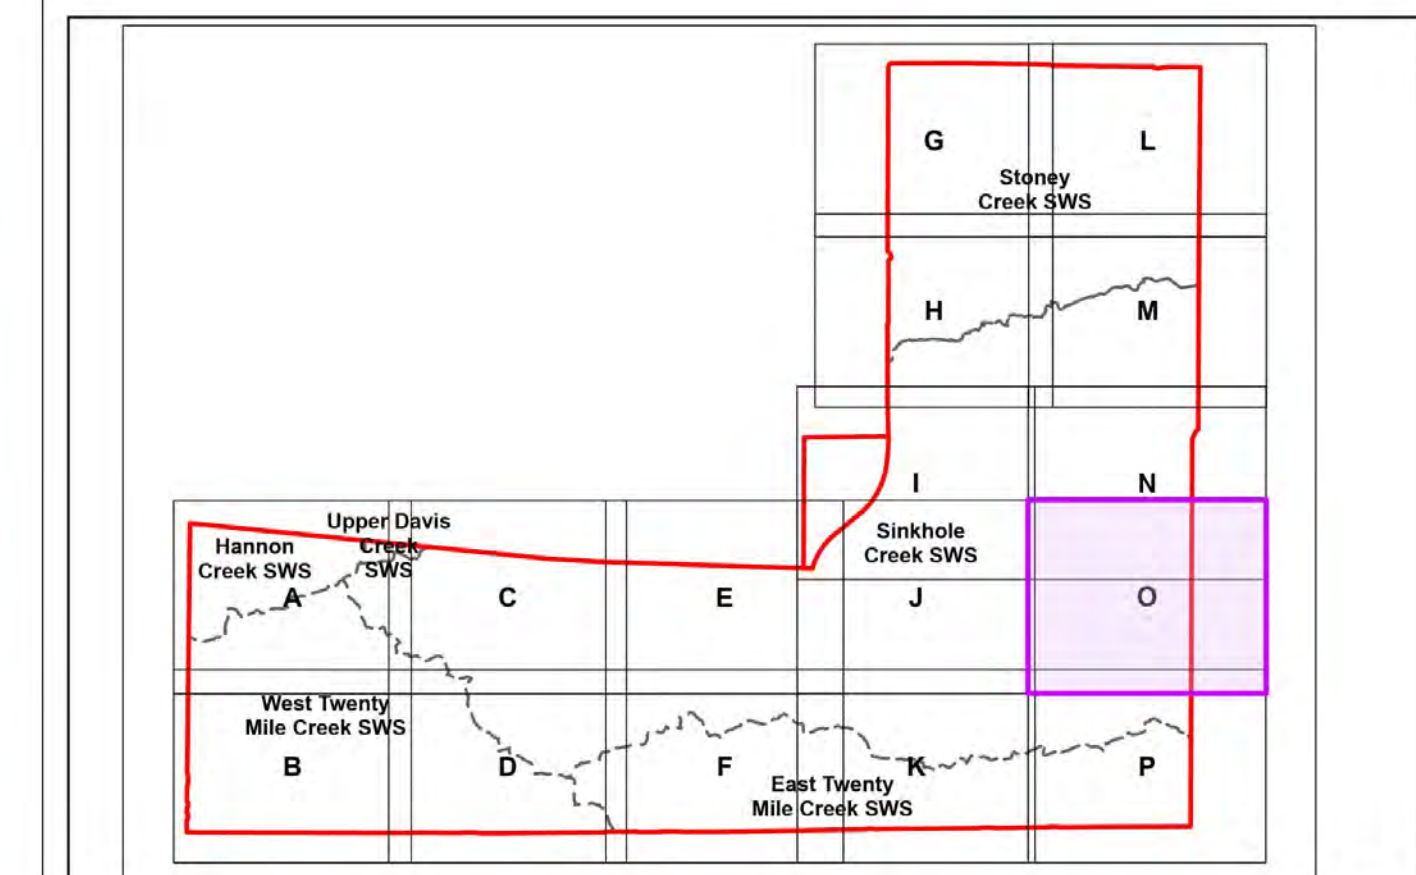 G
L
Stoney
Creek SWS
H
M
I
N
Sinkhole
Creek SWS
Upper Davis
Creek
SWS
Hannon
Creek SWS
A
C
E
J
O
West Twenty
Mile Creek SWS
B
D
F
K
P
East Twenty
Mile Creek SWS